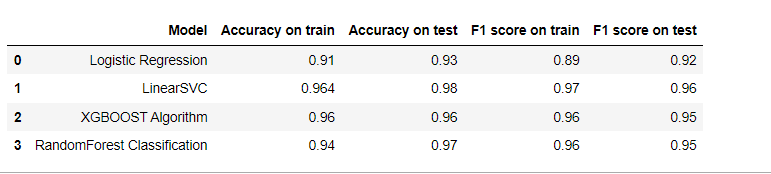 Model Accuracy on train Accuracy on test F1 score on train F1 score on test
0 Logistic Regression 0.91 0.93 0.89 0.92
1 LinearSVC 0.964 0.98 0.97 0.96
2 XGBOOST Algorithm 0.96 0.96 0.96 0.95
3 RandomForest Classification 0.94 0.97 0.96 0.95